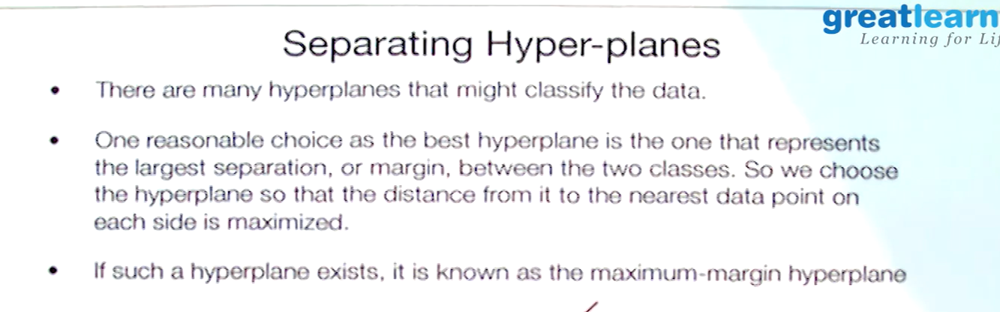 greatlearn
Learning for Lif
Separating Hyper-planes
• There are many hyperplanes that might classify the data.
• One reasonable choice as the best hyperplane is the one that represents
the largest separation, or margin, between the two classes. So we choose
the hyperplane so that the distance from it to the nearest data point on
each side is maximized.
• If such a hyperplane exists, it is known as the maximum-margin hyperplane